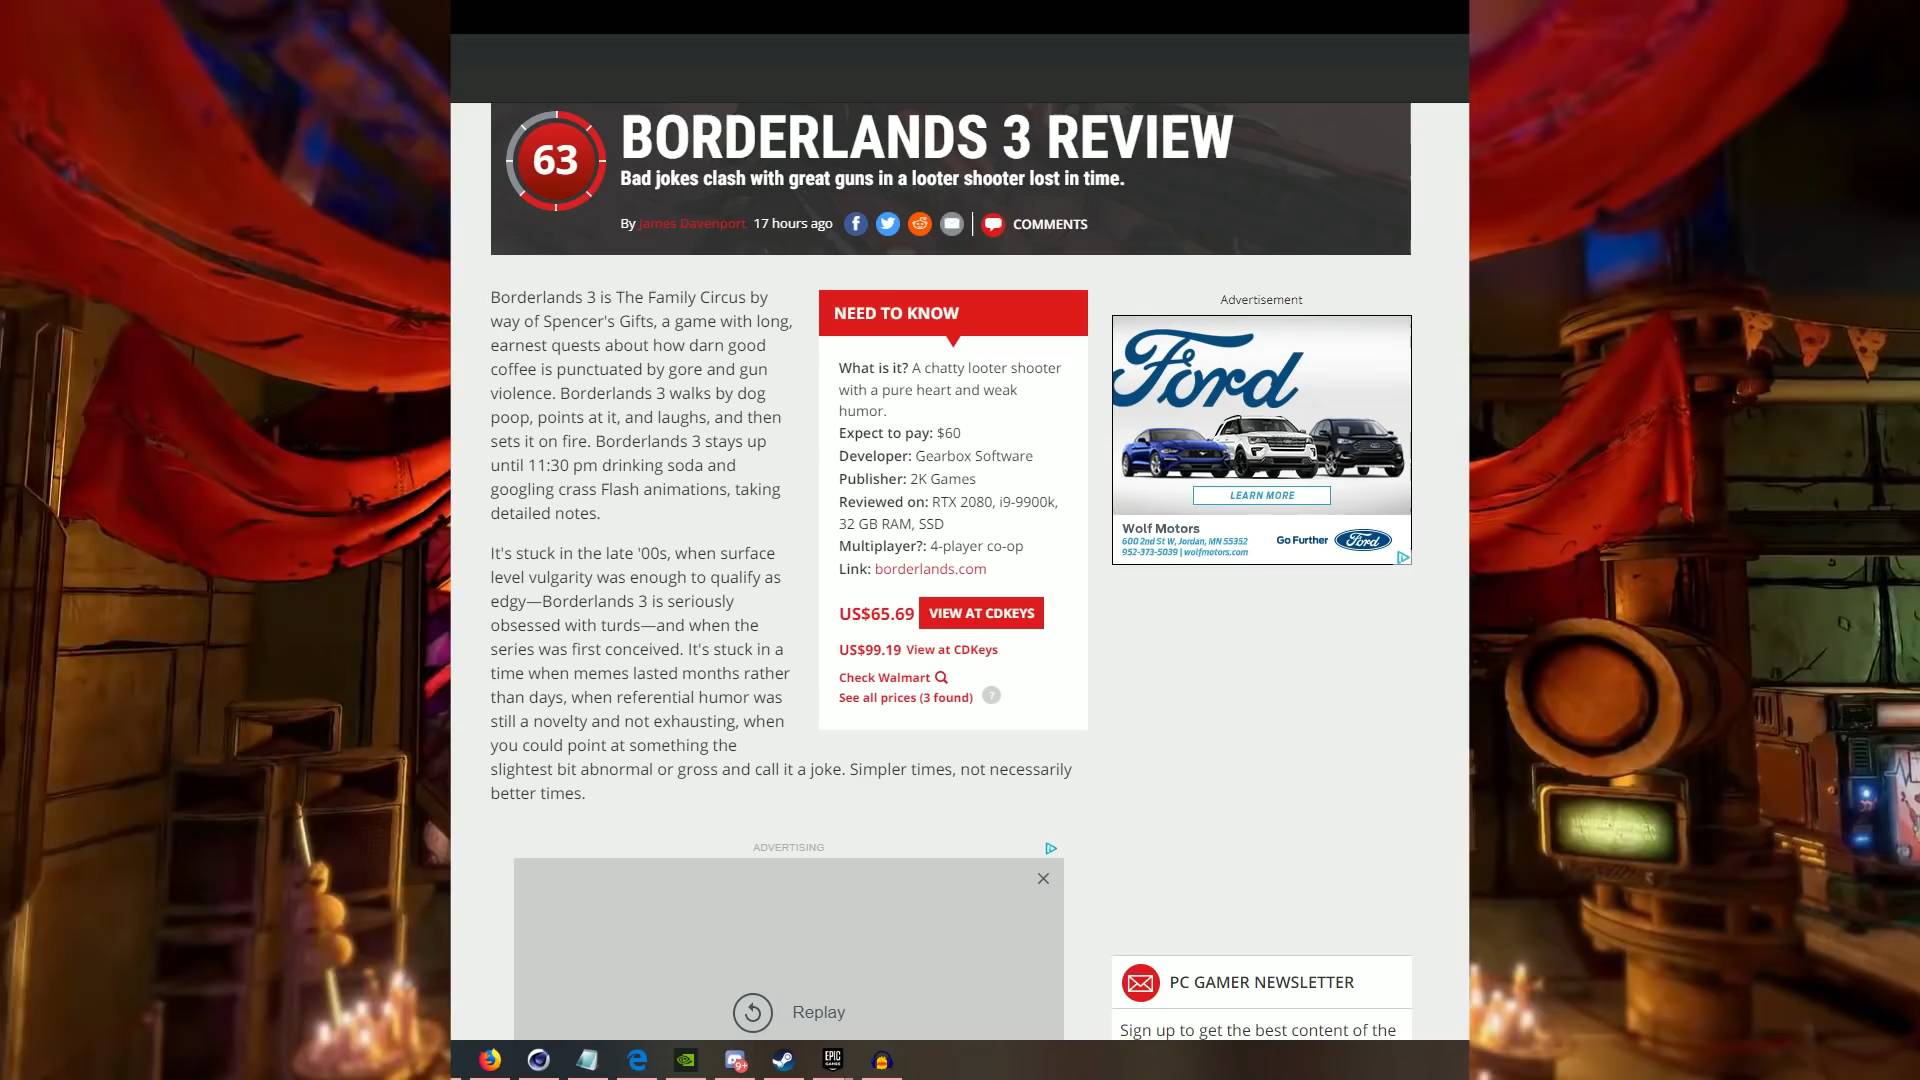 63
BORDERLANDS 3 REVIEW
Bad jokes clash with great guns in a looter shooter lost in time.
By James Davenport 17 hours ago
COMMENTS
Borderlands 3 is The Family Circus by
way of Spencer's Gifts, a game with long,
earnest quests about how darn good
coffee is punctuated by gore and gun
violence. Borderlands 3 walks by dog
poop, points at it, and laughs, and then
sets it on fire. Borderlands 3 stays up
until 11:30 pm drinking soda and
googling crass Flash animations, taking
detailed notes.
It's stuck in the late '00s, when surface
level vulgarity was enough to qualify as
edgy—Borderlands 3 is seriously
obsessed with turds—and when the
series was first conceived. It's stuck in a
time when memes lasted months rather
than days, when referential humor was
still a novelty and not exhausting, when
you could point at something the
slightest bit abnormal or gross and call it a joke. Simpler times, not necessarily
better times.
NEED TO KNOW
What is it? A chatty looter shooter
with a pure heart and weak
humor.
Expect to pay: $60
Developer: Gearbox Software
Publisher: 2K Games
Reviewed on: RTX 2080, i9-9900k,
32 GB RAM, SSD
Multiplayer?: 4-player co-op
Link: borderlands.com
US$65.69 VIEW AT CDKEYS
US$99.19 View at CDKeys
Check Walmart
See all prices (3 found) ?
Advertisement
Ford
LEARN MORE
Wolf Motors
600 2nd St W, Jordan, MN 55352
952-373-5039 | wolfmotors.com
Go Further Ford
ADVERTISING
Replay
PC GAMER NEWSLETTER
Sign up to get the best content of the
9+
EPIC
GAMES